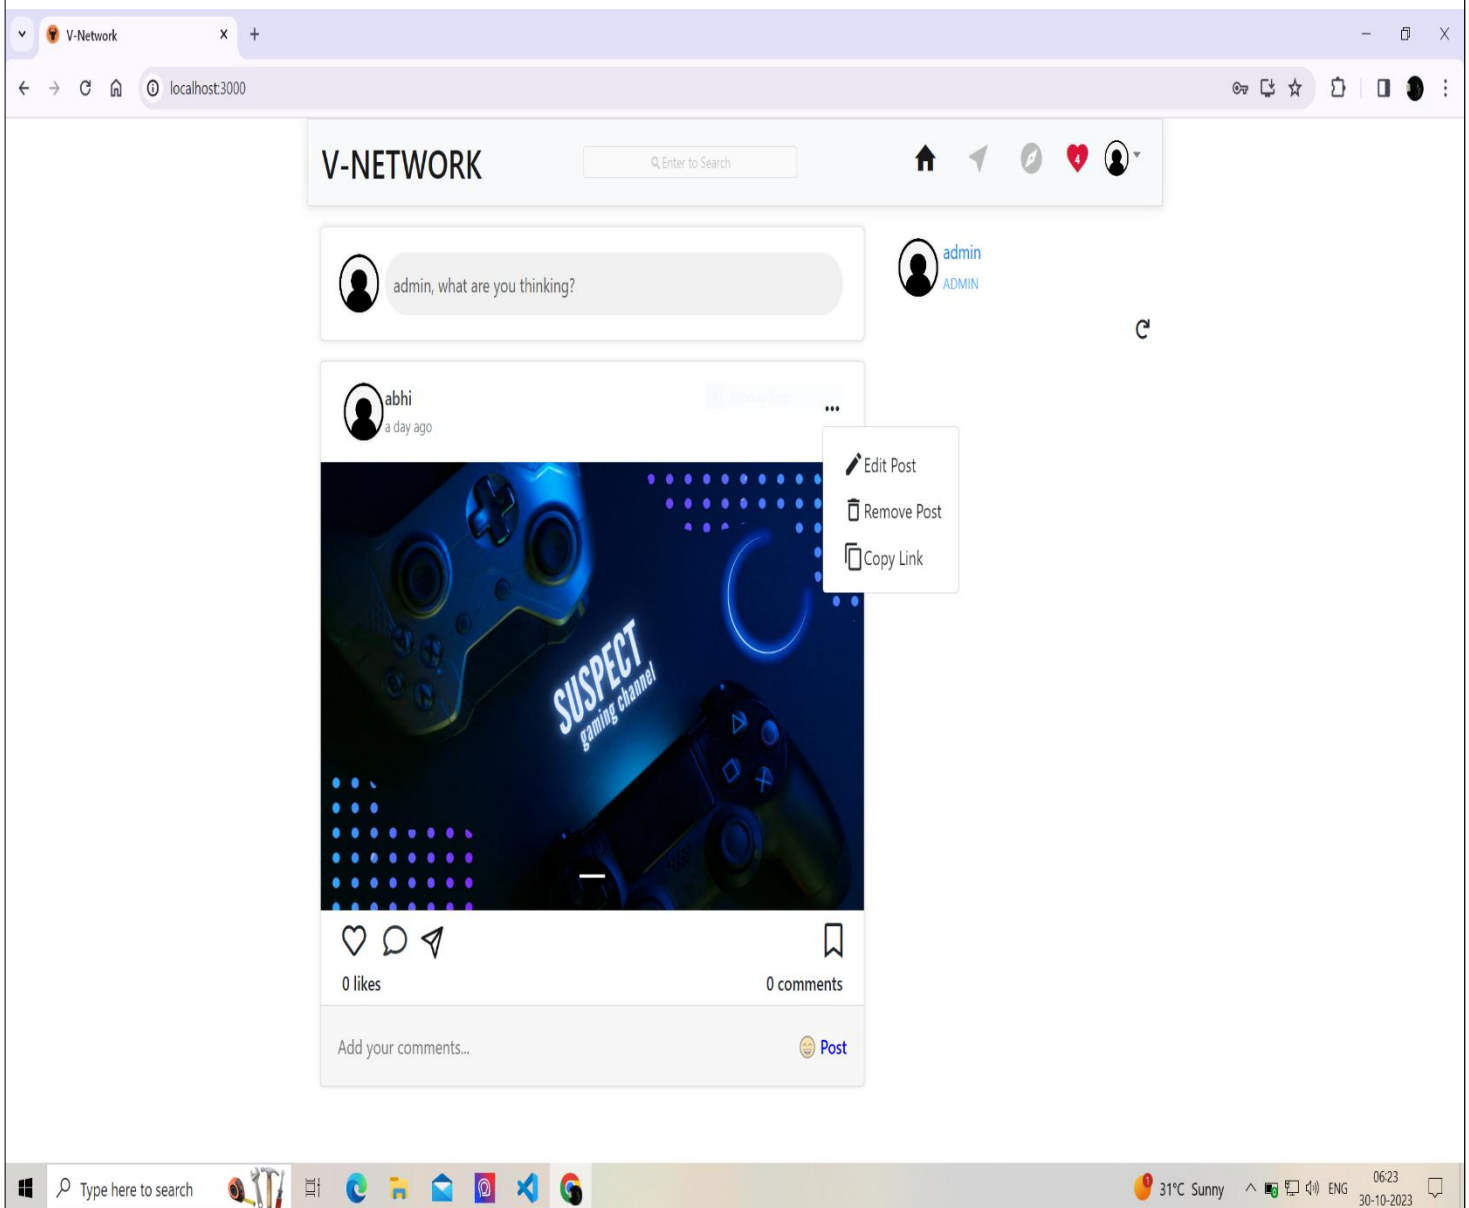 V-Network
localhost:3000
V-NETWORK
Enter to Search
4
admin, what are you thinking?
admin
ADMIN
abhi
a day ago
Edit Post
Remove Post
Copy Link
SUSPECT
gaming channel
0 likes
0 comments
Add your comments...
Post
Type here to search
1
31°C Sunny
ENG
06:23
30-10-2023